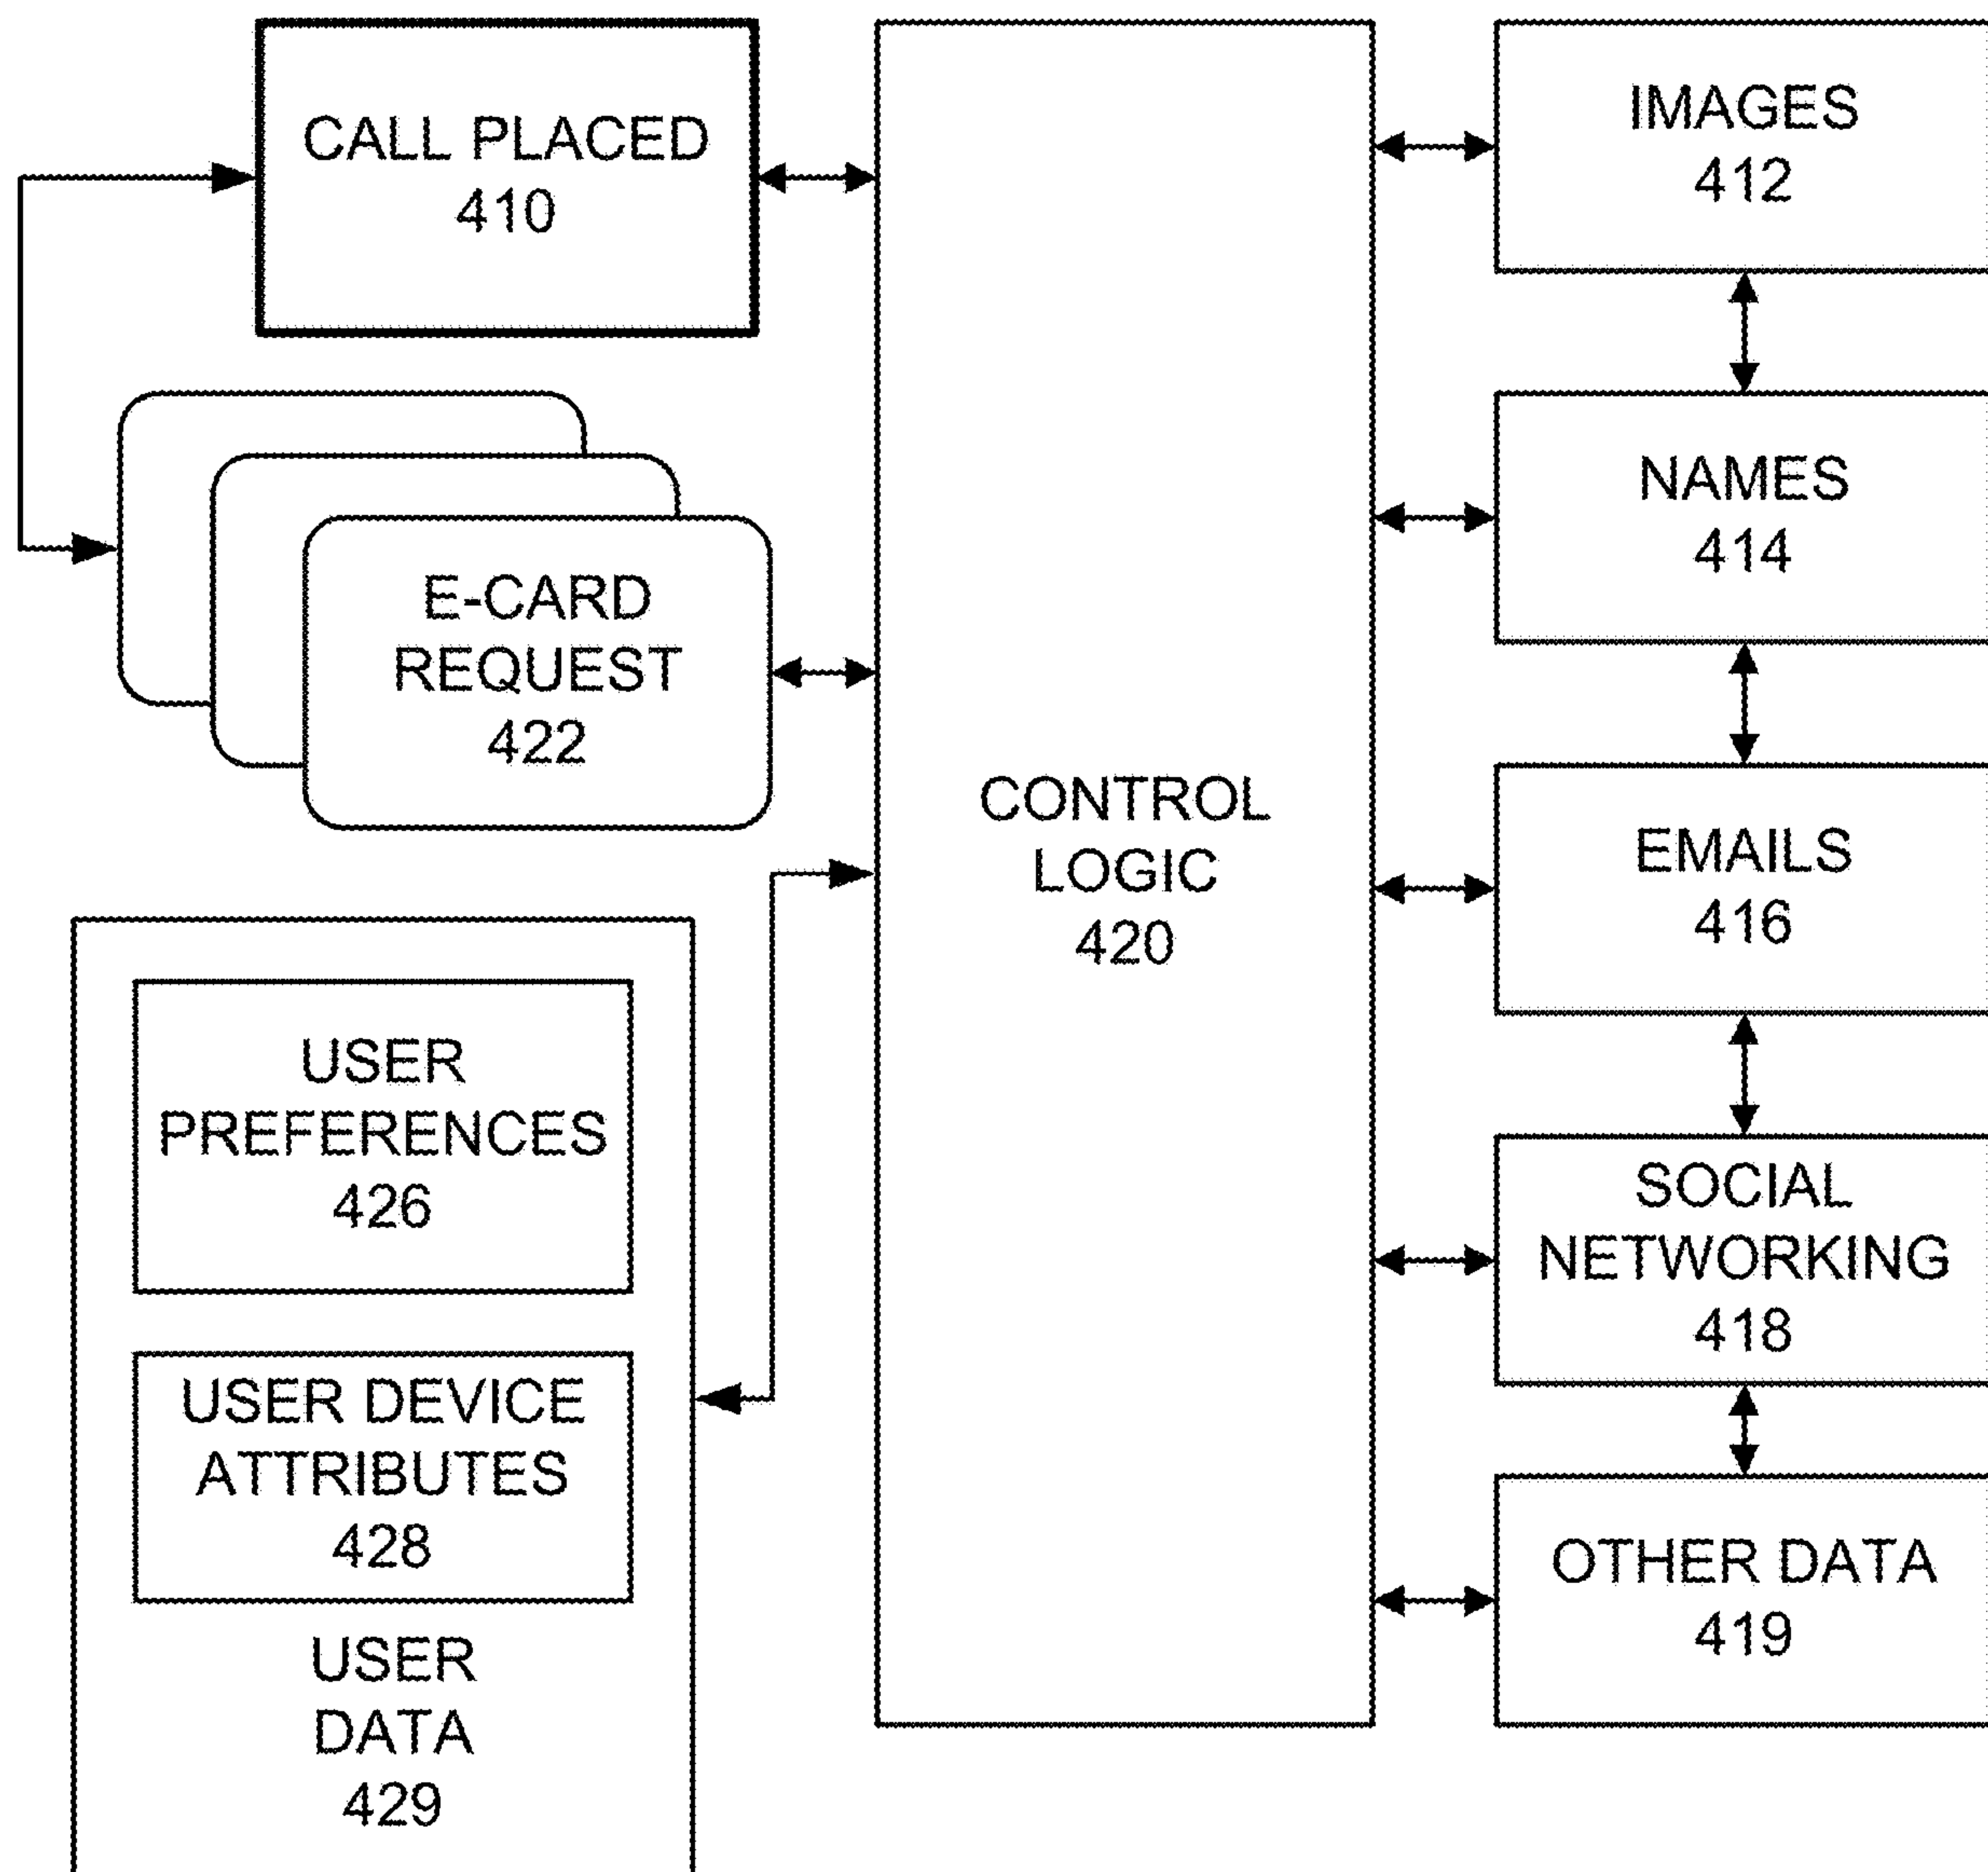 CALL PLACED
410
E-CARD
REQUEST
422
USER
PREFERENCES
426
USER DEVICE
ATTRIBUTES
428
USER
DATA
429
CONTROL
LOGIC
420
IMAGES
412
NAMES
414
EMAILS
416
SOCIAL
NETWORKING
418
OTHER DATA
419